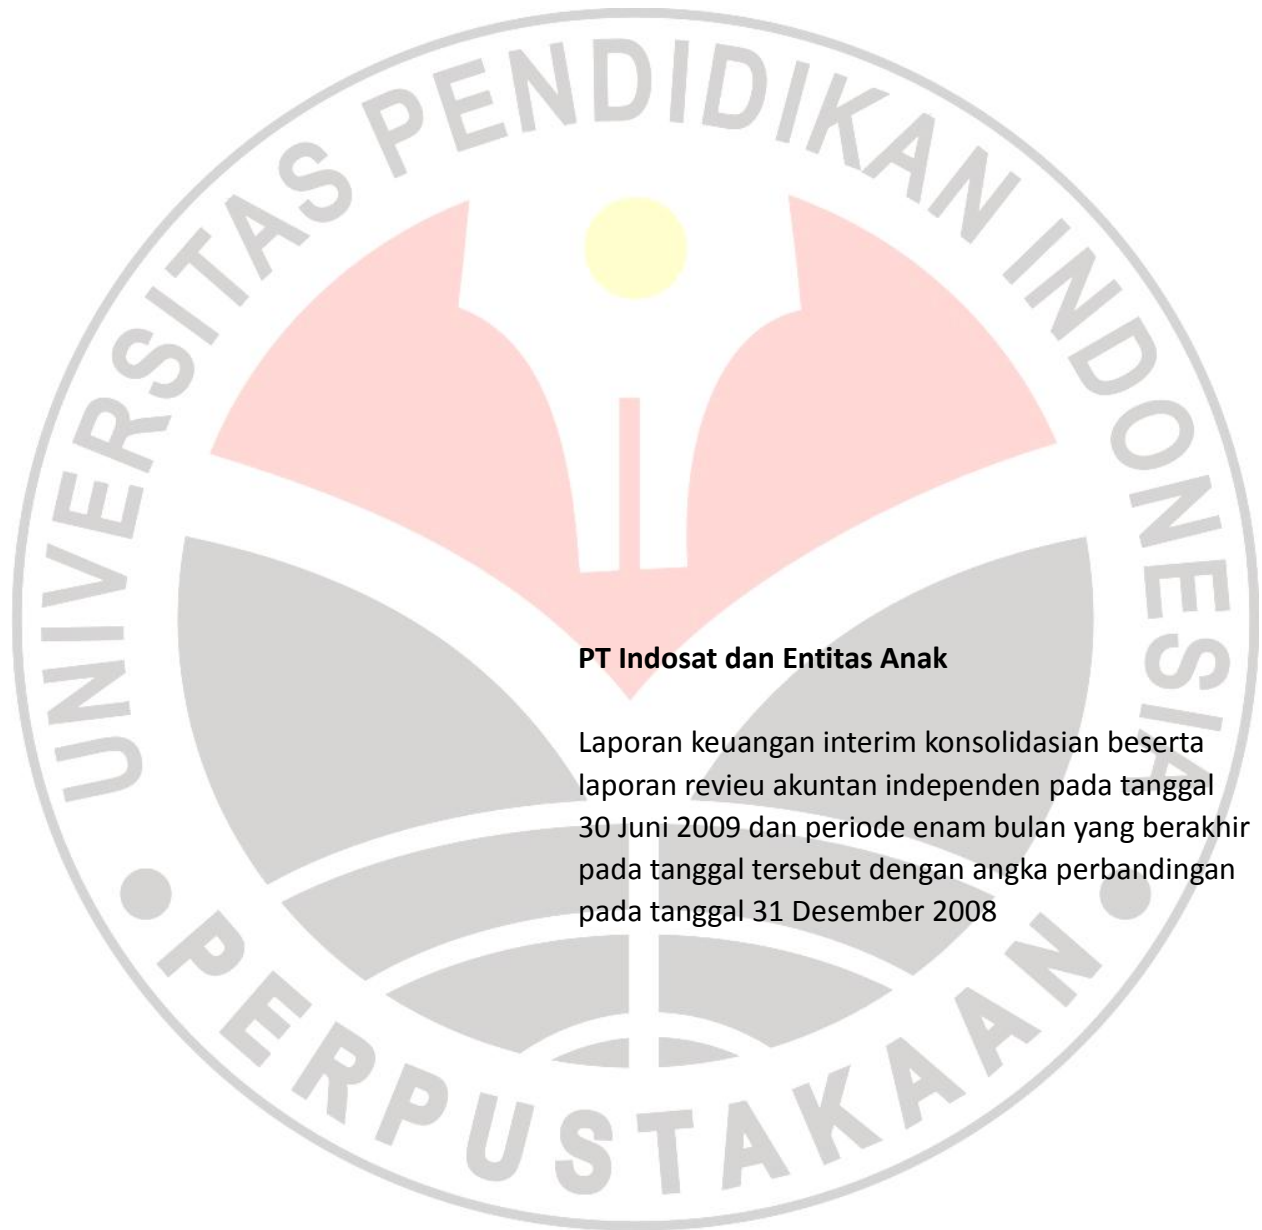 UNIVERSITAS PENDIDIKAN INDONESIA
PERPUSTAKAAN
PT Indosat dan Entitas Anak
Laporan keuangan interim konsolidasian beserta
laporan revieu akuntan independen pada tanggal
30 Juni 2009 dan periode enam bulan yang berakhir
pada tanggal tersebut dengan angka perbandingan
pada tanggal 31 Desember 2008